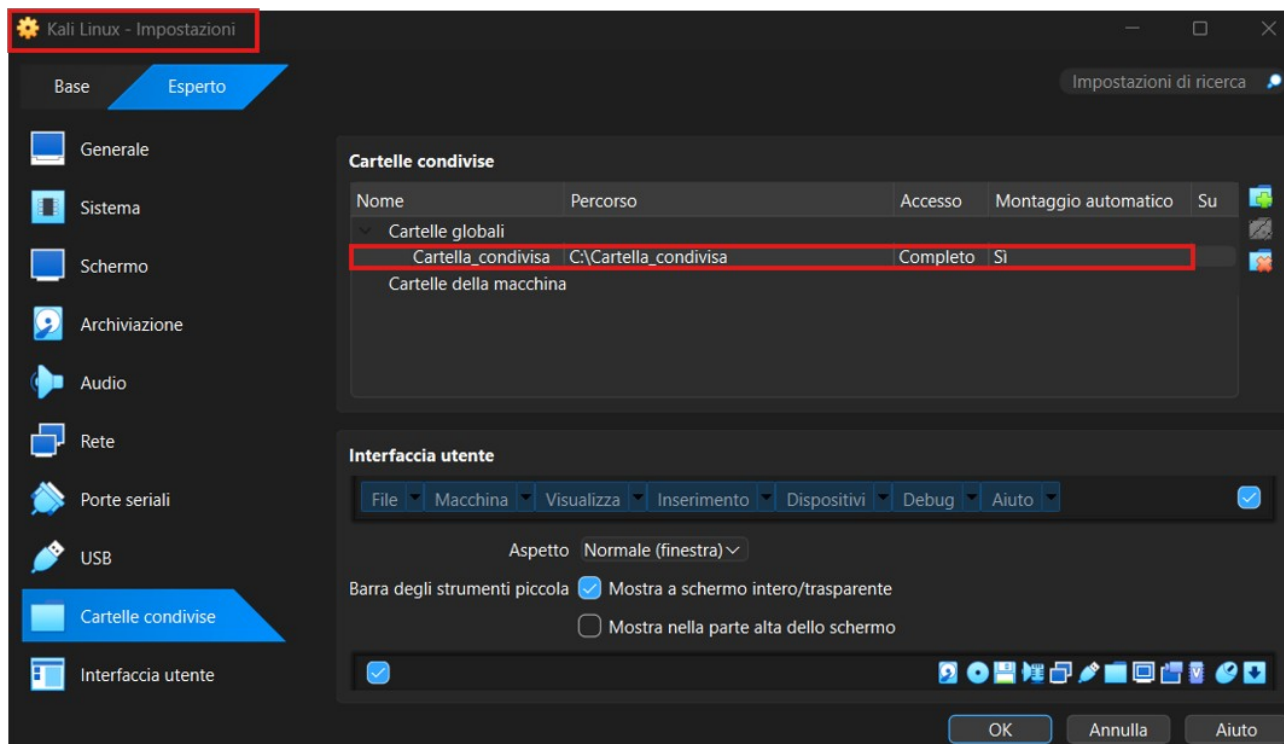 Kali Linux - Impostazioni
Base Esperto Impostazioni di ricerca
Generale
Sistema
Schermo
Archiviazione
Audio
Rete
Porte seriali
USB
Cartelle condivise
Interfaccia utente
Cartelle condivise
Nome Percorso Accesso Montaggio automatico Su
Cartelle globali
Cartella_condivisa C:\Cartella_condivisa Completo Sì
Cartelle della macchina
Interfaccia utente
File Macchina Visualizza Inserimento Dispositivi Debug Aiuto
Aspetto Normale (finestra)
Barra degli strumenti piccola Mostra a schermo intero/trasparente
Mostra nella parte alta dello schermo
OK Annulla Aiuto